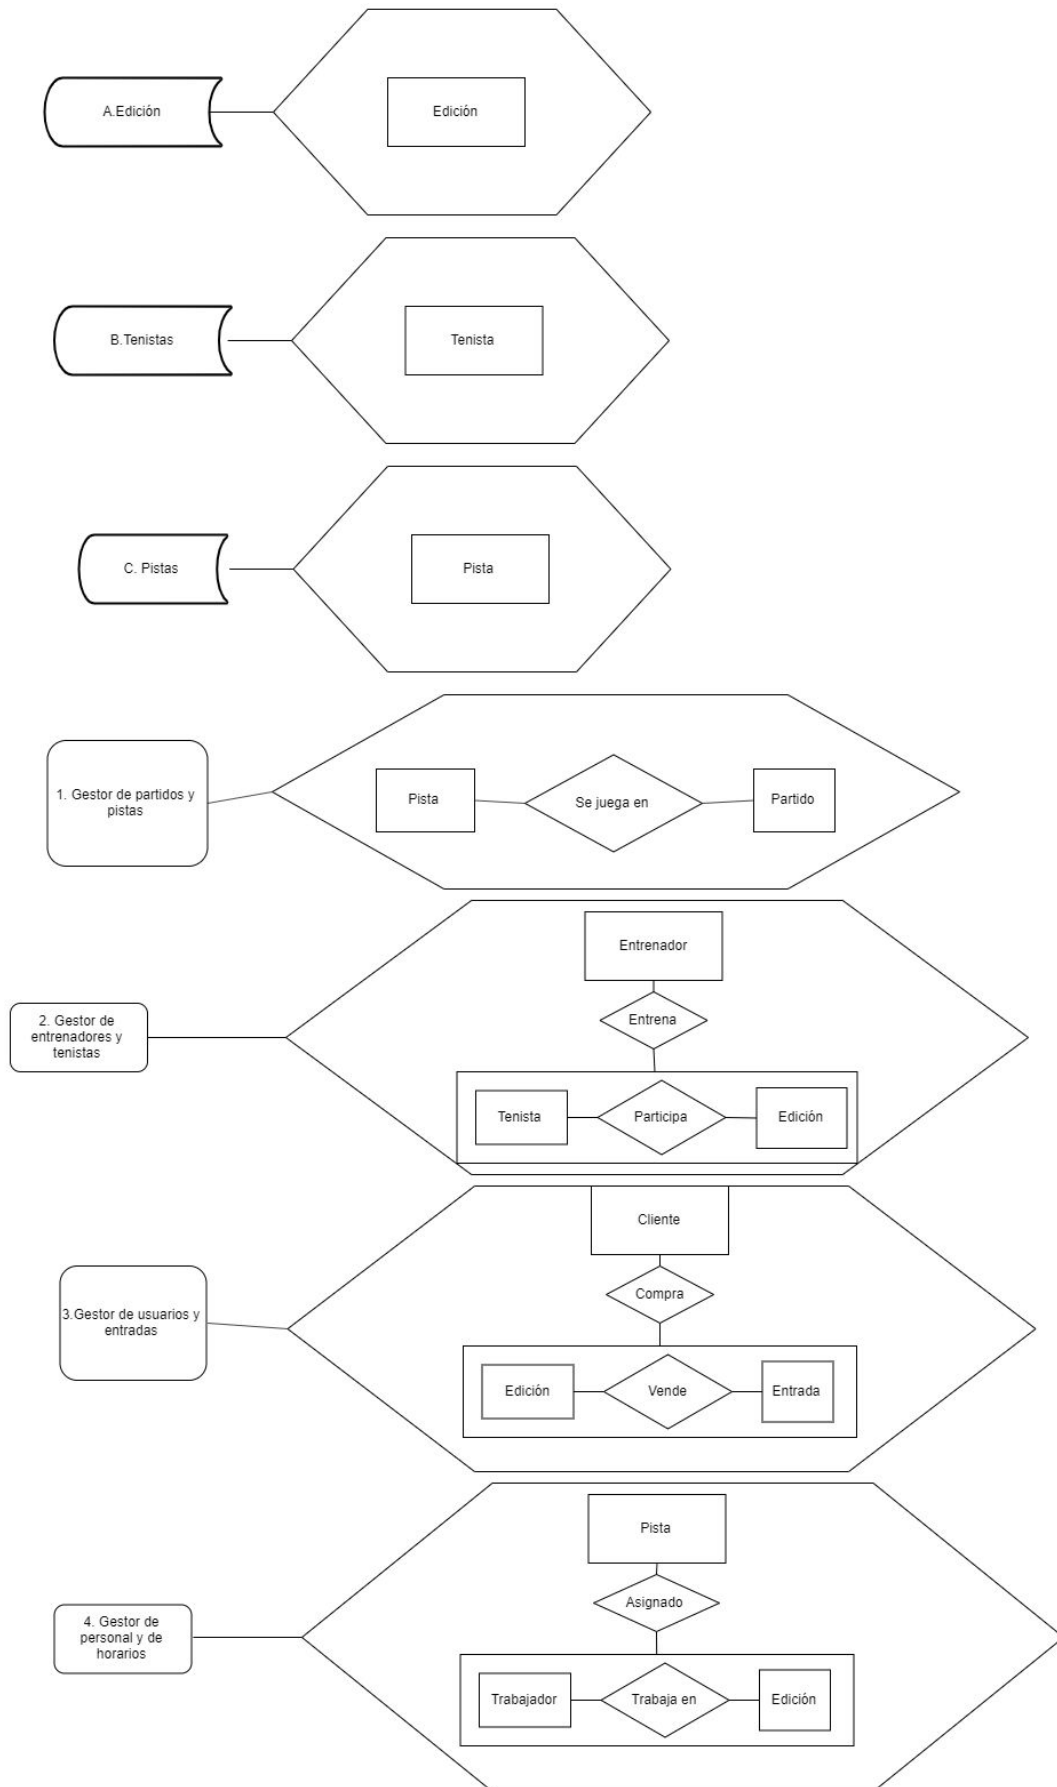 A.Edición
Edición
B.Tenistas
Tenista
C. Pistas
Pista
1. Gestor de partidos y
pistas
Pista
Se juega en
Partido
Entrenador
Entrena
2. Gestor de
entrenadores y
tenistas
Tenista
Participa
Edición
Cliente
Compra
3.Gestor de usuarios y
entradas
Edición
Vende
Entrada
Pista
Asignado
4. Gestor de
personal y de
horarios
Trabajador
Trabaja en
Edición